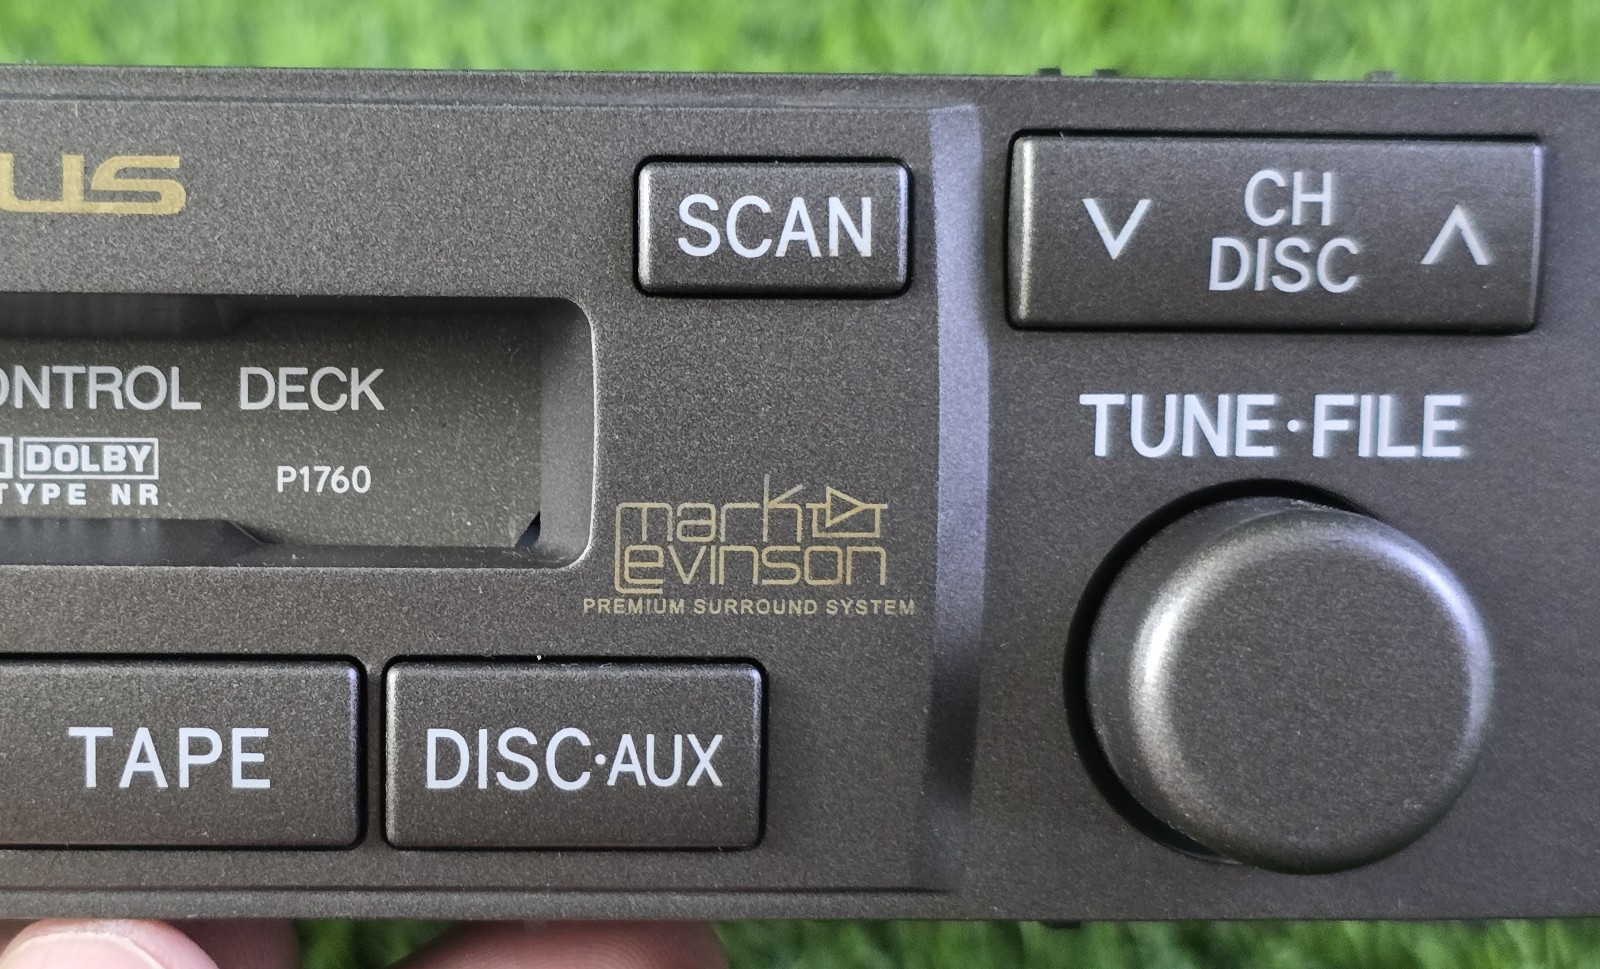 us
SCAN
CH
DISC
ONTROL DECK
DOLBY
TYPE NR
P1760
TUNE·FILE
mark
Levinson
PREMIUM SURROUND SYSTEM
TAPE
DISC·AUX